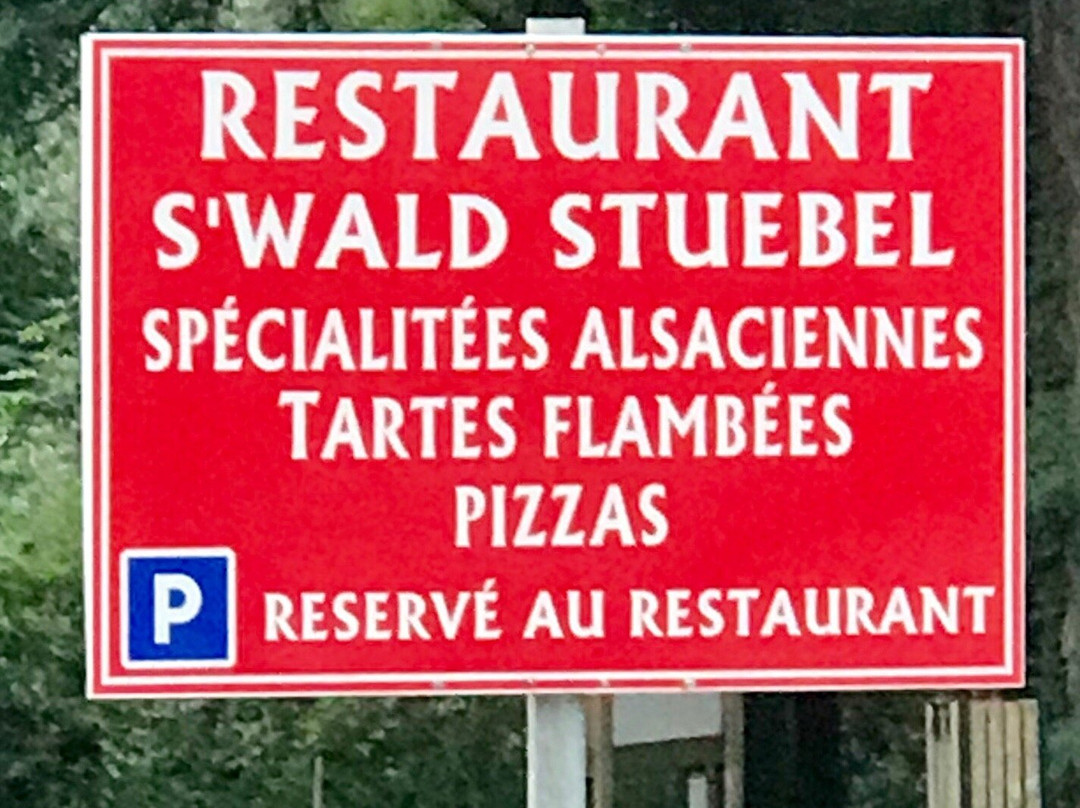 RESTAURANT
S'WALD STUEBEL
SPÉCIALITÉES ALSACIENNES
TARTES FLAMBÉES
PIZZAS
P RESERVÉ AU RESTAURANT